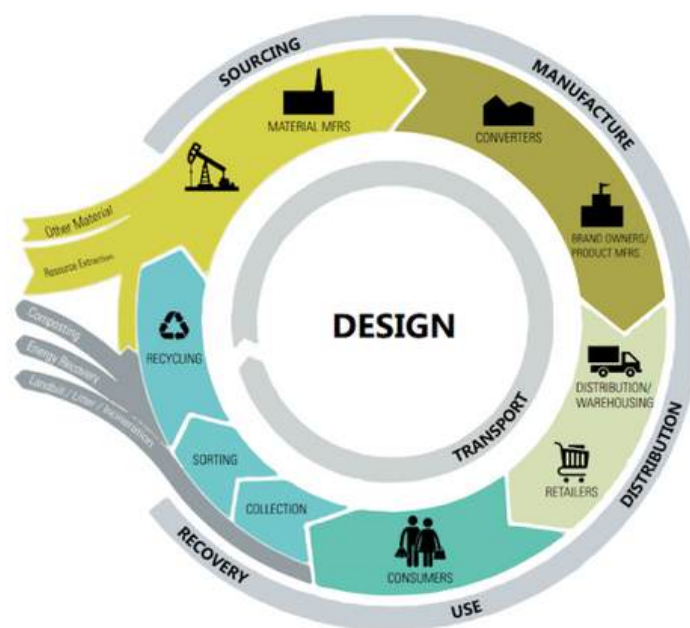 SOURCING
MANUFACTURE
MATERIAL MFRS
CONVERTERS
BRAND OWNERS/
PRODUCT MFRS.
Other Material
Resource Extraction
Composting
Energy Recovery
Landfill / Litter / Incineration
RECYCLING
DESIGN
DISTRIBUTION/
WAREHOUSING
TRANSPORT
DISTRIBUTION
RETAILERS
SORTING
COLLECTION
CONSUMERS
RECOVERY
USE